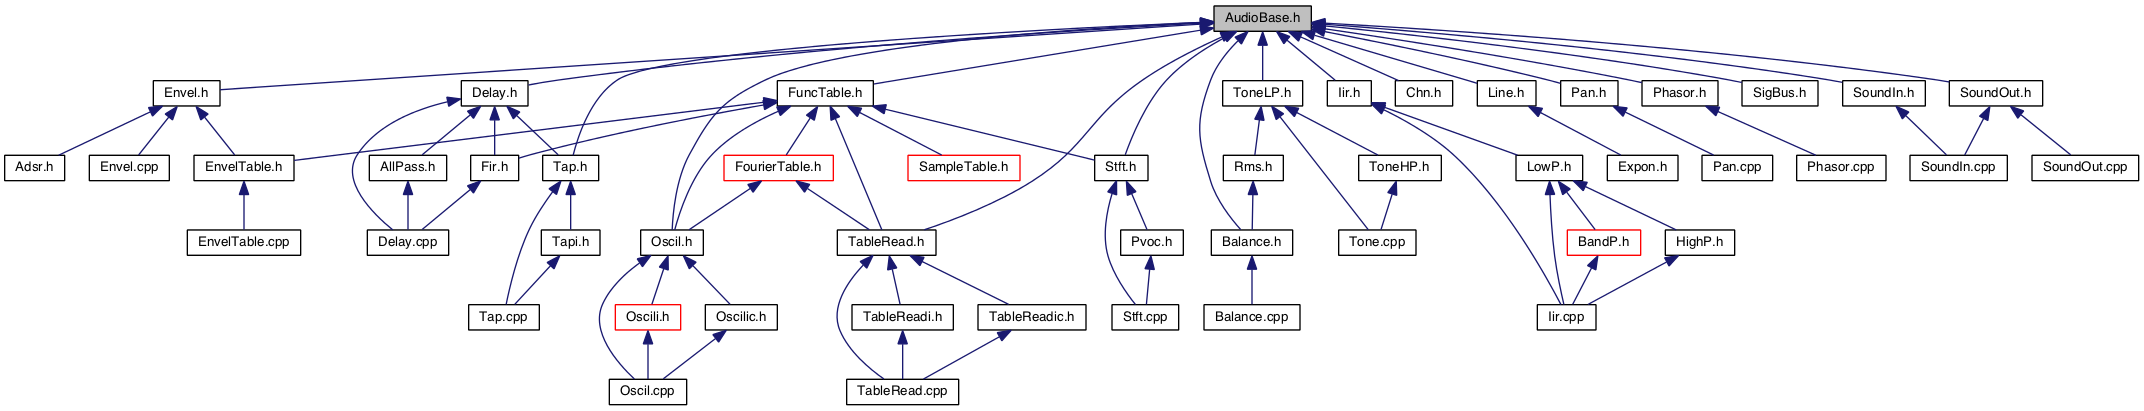 AudioBase.h
Envel.h
Delay.h
FuncTable.h
ToneLP.h
Iir.h
Chn.h
Line.h
Pan.h
Phasor.h
SigBus.h
SoundIn.h
SoundOut.h
Adsr.h
Envel.cpp
EnvelTable.h
AllPass.h
Fir.h
Tap.h
FourierTable.h
SampleTable.h
Stft.h
Rms.h
ToneHP.h
LowP.h
Expon.h
Pan.cpp
Phasor.cpp
SoundIn.cpp
SoundOut.cpp
EnvelTable.cpp
Delay.cpp
Tapi.h
Oscil.h
TableRead.h
Pvoc.h
Balance.h
Tone.cpp
BandP.h
HighP.h
Tap.cpp
Oscili.h
Oscilic.h
TableReadi.h
TableReadic.h
Stft.cpp
Balance.cpp
Iir.cpp
Oscil.cpp
TableRead.cpp